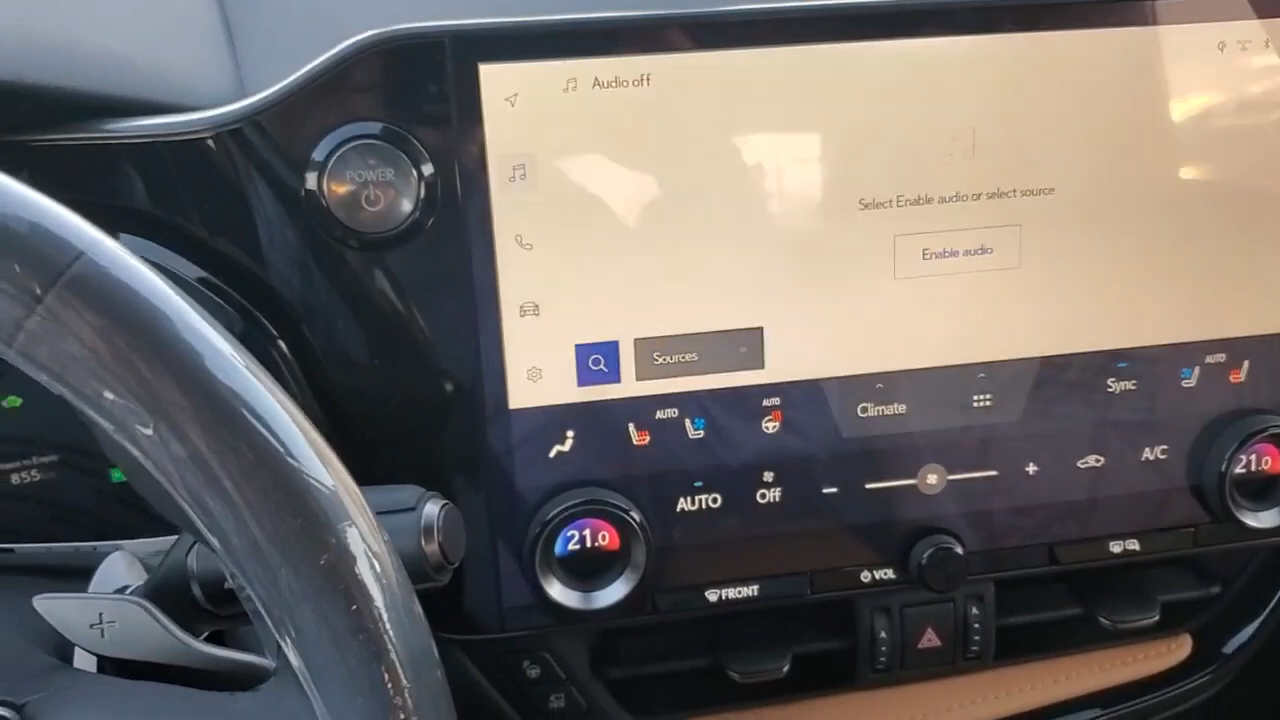 Audio off
POWER
Select Enable audio or select source
Enable audio
Sources
AUTO
AUTO
Climate
Sync
AUTO
855
AUTO
Off
A/C
21.0
21.0
FRONT
VOL
A
A